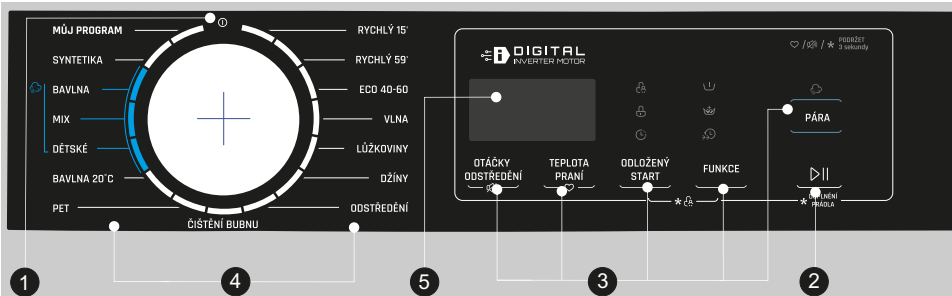 MŮJ PROGRAM
SYNTETIKA
BAVLNA
MIX
DĚTSKÉ
BAVLNA 20°C
PET
ČIŠTĚNÍ BUBNU
RYCHLÝ 15'
RYCHLÝ 59'
ECO 40-60
VLNA
LŮŽKOVINY
DŽÍNY
ODSTŘEDĚNÍ
DIGITAL
INVERTER MOTOR
/ / * PODRŽET
3 sekundy
PÁRA
OTÁČKY
ODSTŘEDĚNÍ
TEPLOTA
PRANÍ
ODLOŽENÝ
START
FUNKCE
*
* DOPLNĚNÍ
PRÁDLA
1
4
5
3
2